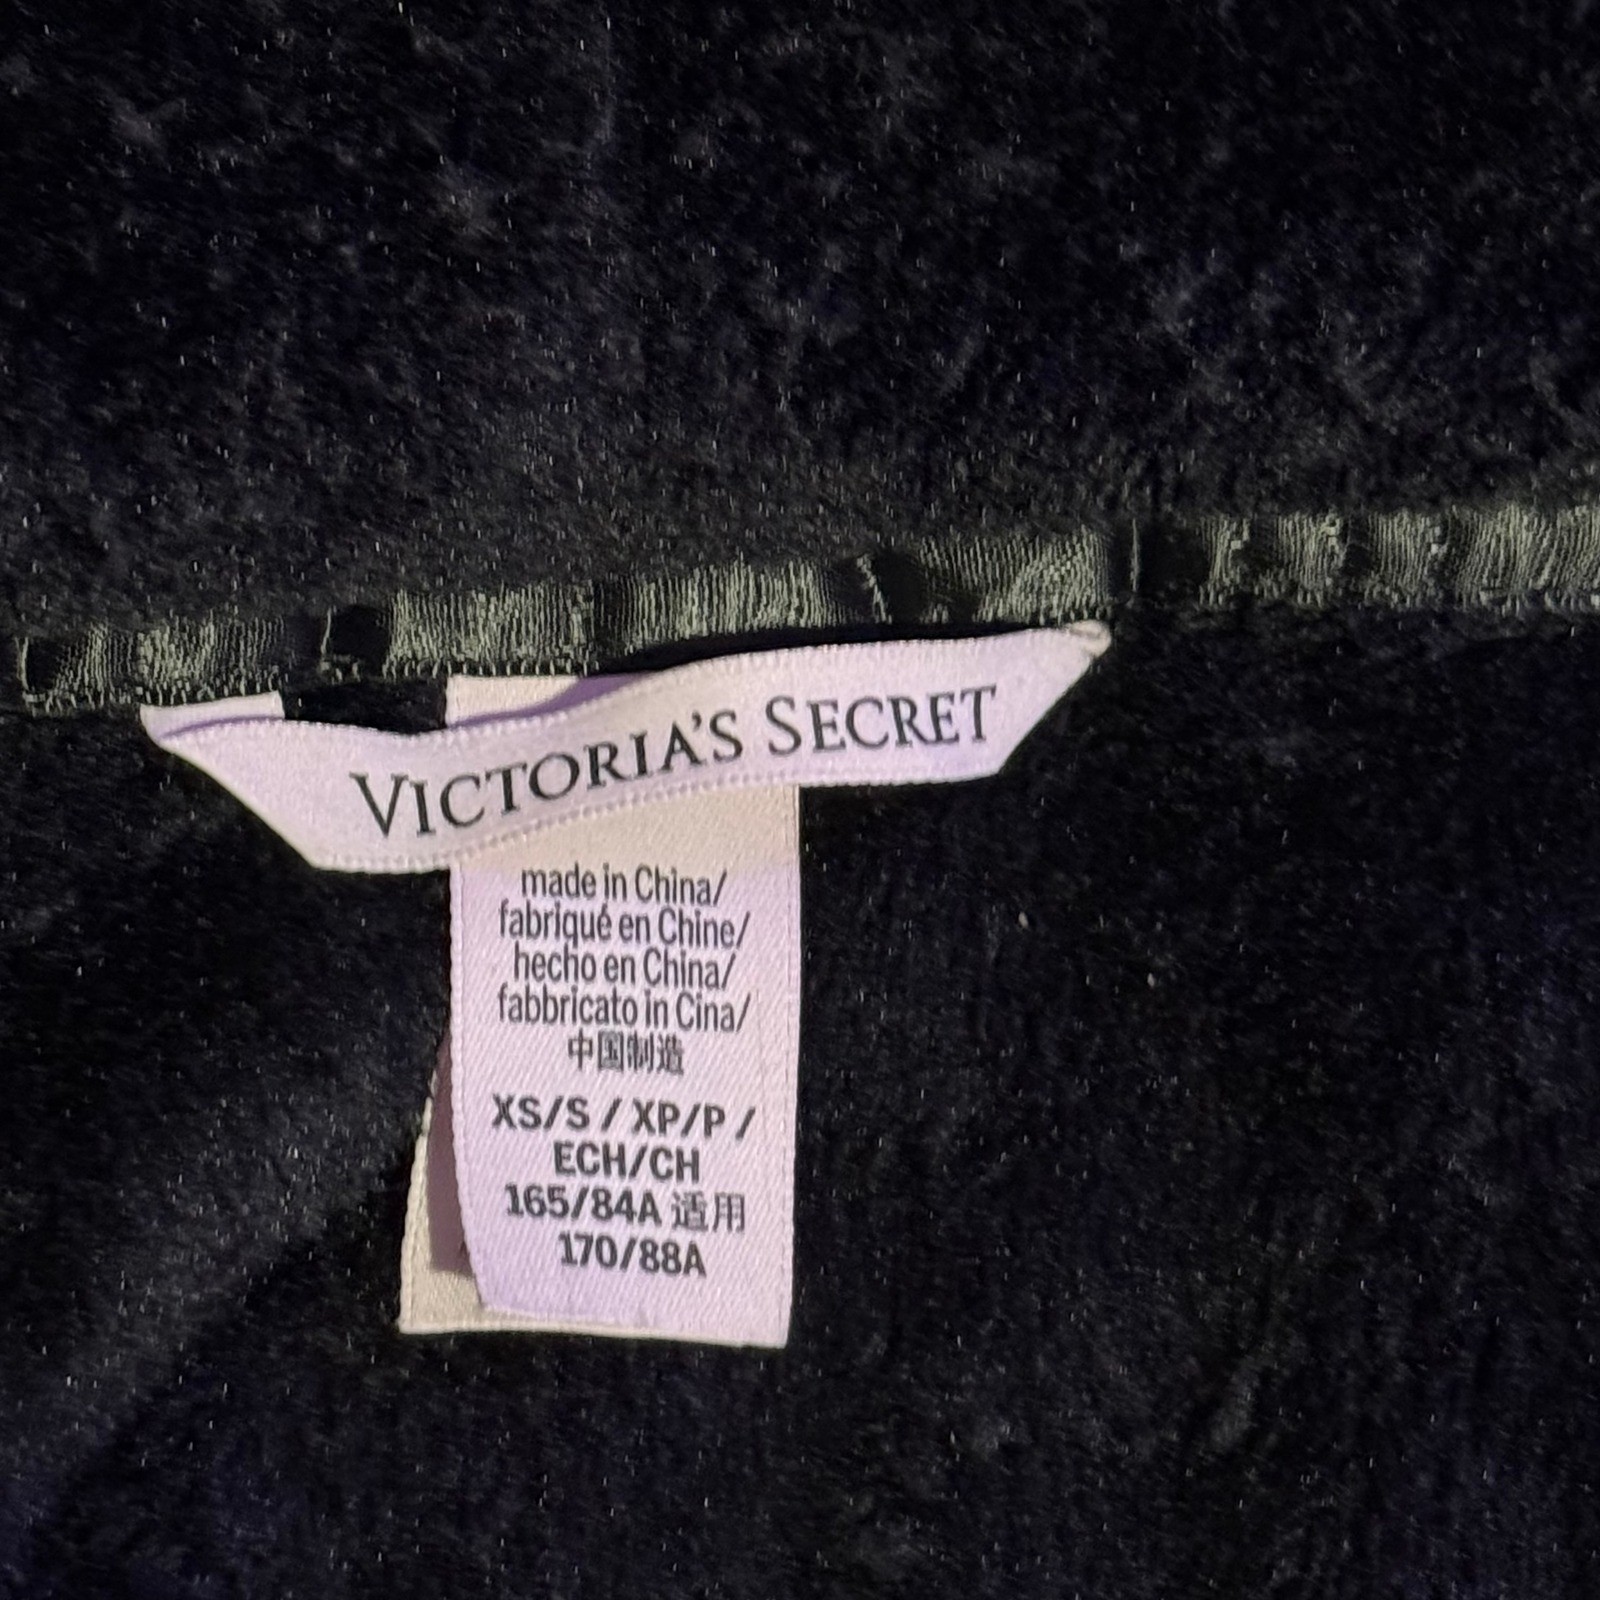 VICTORIA'S SECRET
made in China/
fabriqué en Chine/
hecho en China/
fabbricato in Cina/
中国制造
XS/S / XP/P /
ECH/CH
165/84A 适用
170/88A